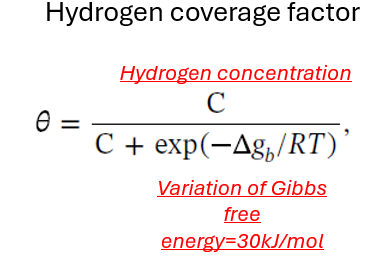 Hydrogen coverage factor
Hydrogen concentration
θ = C / (C + exp(−Δg_b/RT)),
Variation of Gibbs
free
energy=30kJ/mol